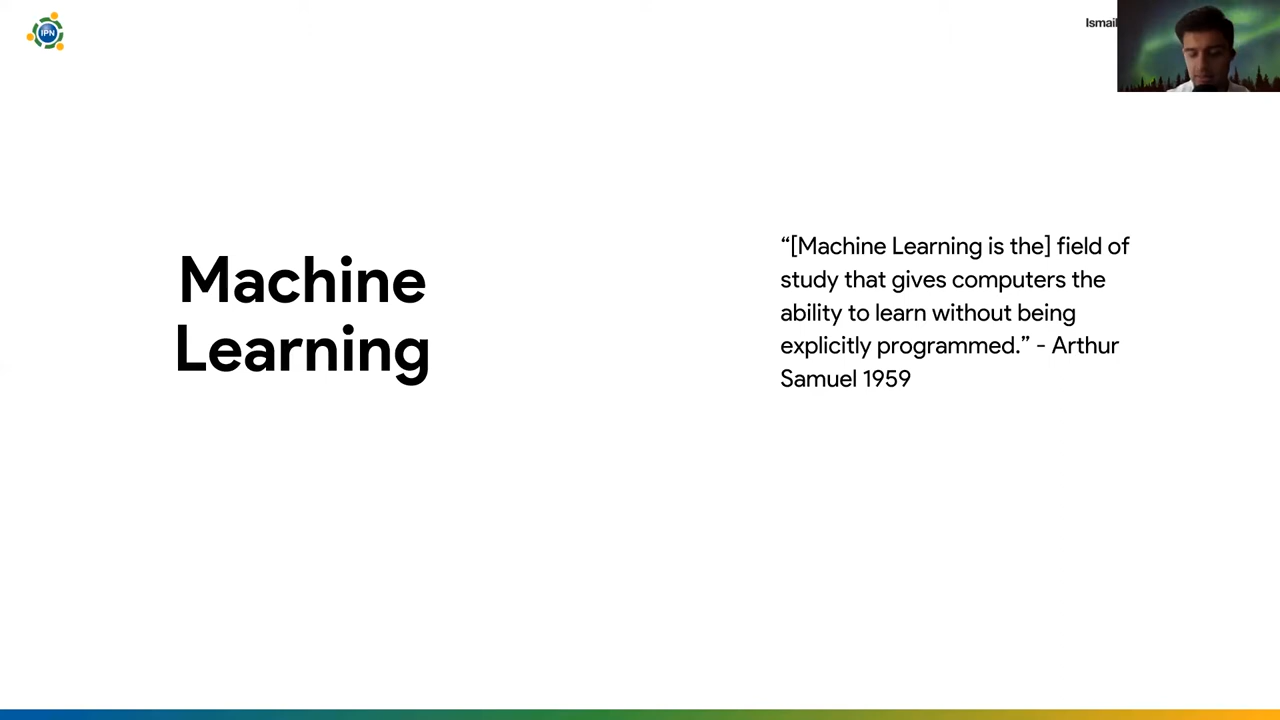 IPN
Ismail
Machine
Learning
“[Machine Learning is the] field of
study that gives computers the
ability to learn without being
explicitly programmed.” - Arthur
Samuel 1959